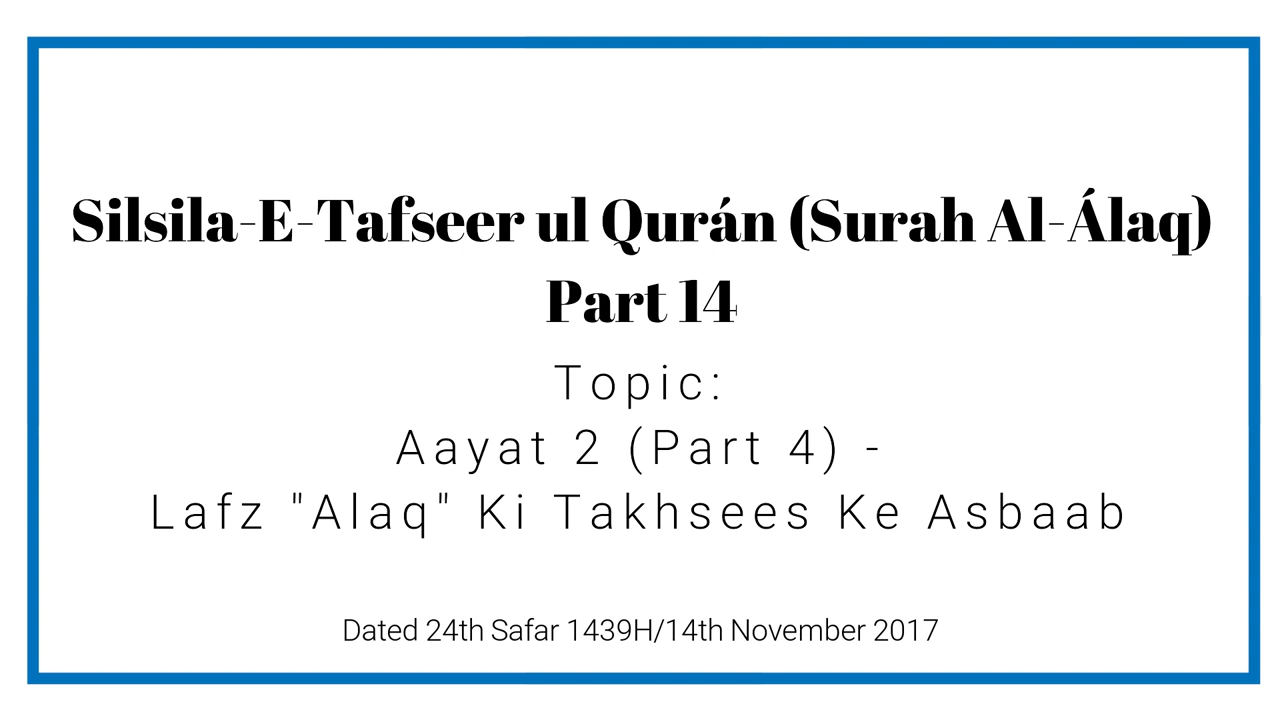 Silsila-E-Tafseer ul Qurán (Surah Al-Álaq)
Part 14
Topic:
Aayat 2 (Part 4) -
Lafz "Alaq" Ki Takhsees Ke Asbaab
Dated 24th Safar 1439H/14th November 2017